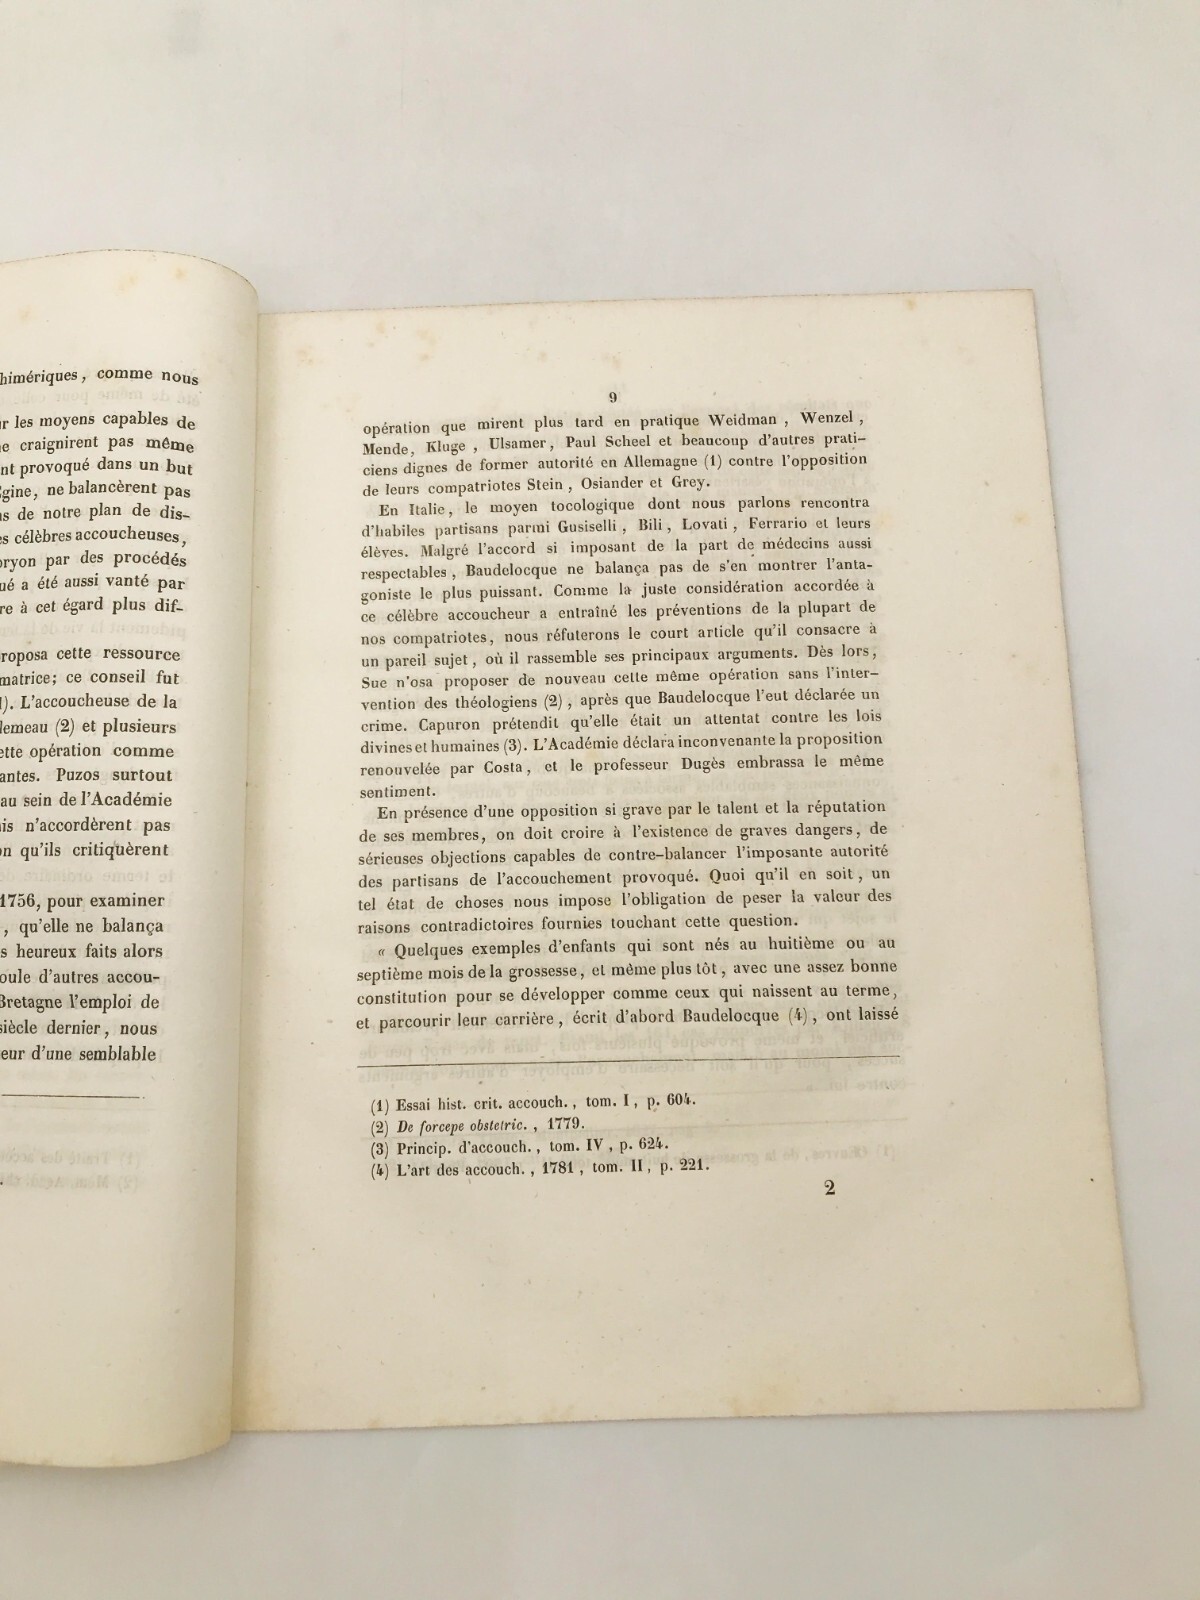 himériques, comme nous
r les moyens capables de
e craignirent pas même
nt provoqué dans un but
gine, ne balancèrent pas
s de notre plan de dis-
es célèbres accoucheuses,
bryon par des procédés
ué a été aussi vanté par
re à cet égard plus dif-
roposa cette ressource
matrice; ce conseil fut
). L'accoucheuse de la
lemeau (2) et plusieurs
ette opération comme
antes. Puzos surtout
au sein de l'Académie
is n'accordèrent pas
on qu'ils critiquèrent
1756, pour examiner
, qu'elle ne balança
s heureux faits alors
oule d'autres accou-
Bretagne l'emploi de
siècle dernier, nous
eur d'une semblable
9
opération que mirent plus tard en pratique Weidman, Wenzel,
Mende, Kluge, Ulsamer, Paul Scheel et beaucoup d'autres prati-
ciens dignes de former autorité en Allemagne (1) contre l'opposition
de leurs compatriotes Stein, Osiander et Grey.
En Italie, le moyen tocologique dont nous parlons rencontra
d'habiles partisans parmi Gusiselli, Bili, Lovati, Ferrario et leurs
élèves. Malgré l'accord si imposant de la part de médecins aussi
respectables, Baudelocque ne balança pas de s'en montrer l'anta-
goniste le plus puissant. Comme la juste considération accordée à
ce célèbre accoucheur a entraîné les préventions de la plupart de
nos compatriotes, nous réfuterons le court article qu'il consacre à
un pareil sujet, où il rassemble ses principaux arguments. Dès lors,
Sue n'osa proposer de nouveau cette même opération sans l'inter-
vention des théologiens (2), après que Baudelocque l'eut déclarée un
crime. Capuron prétendit qu'elle était un attentat contre les lois
divines et humaines (3). L'Académie déclara inconvenante la proposition
renouvelée par Costa, et le professeur Dugès embrassa le même
sentiment.
En présence d'une opposition si grave par le talent et la réputation
de ses membres, on doit croire à l'existence de graves dangers, de
sérieuses objections capables de contre-balancer l'imposante autorité
des partisans de l'accouchement provoqué. Quoi qu'il en soit, un
tel état de choses nous impose l'obligation de peser la valeur des
raisons contradictoires fournies touchant cette question.
« Quelques exemples d'enfants qui sont nés au huitième ou au
septième mois de la grossesse, et même plus tôt, avec une assez bonne
constitution pour se développer comme ceux qui naissent au terme,
et parcourir leur carrière, écrit d'abord Baudelocque (4), ont laissé
(1) Essai hist. crit. accouch., tom. I, p. 604.
(2) De forcepe obstetric., 1779.
(3) Princip. d'accouch., tom. IV, p. 624.
(4) L'art des accouch., 1781, tom. II, p. 221.
2